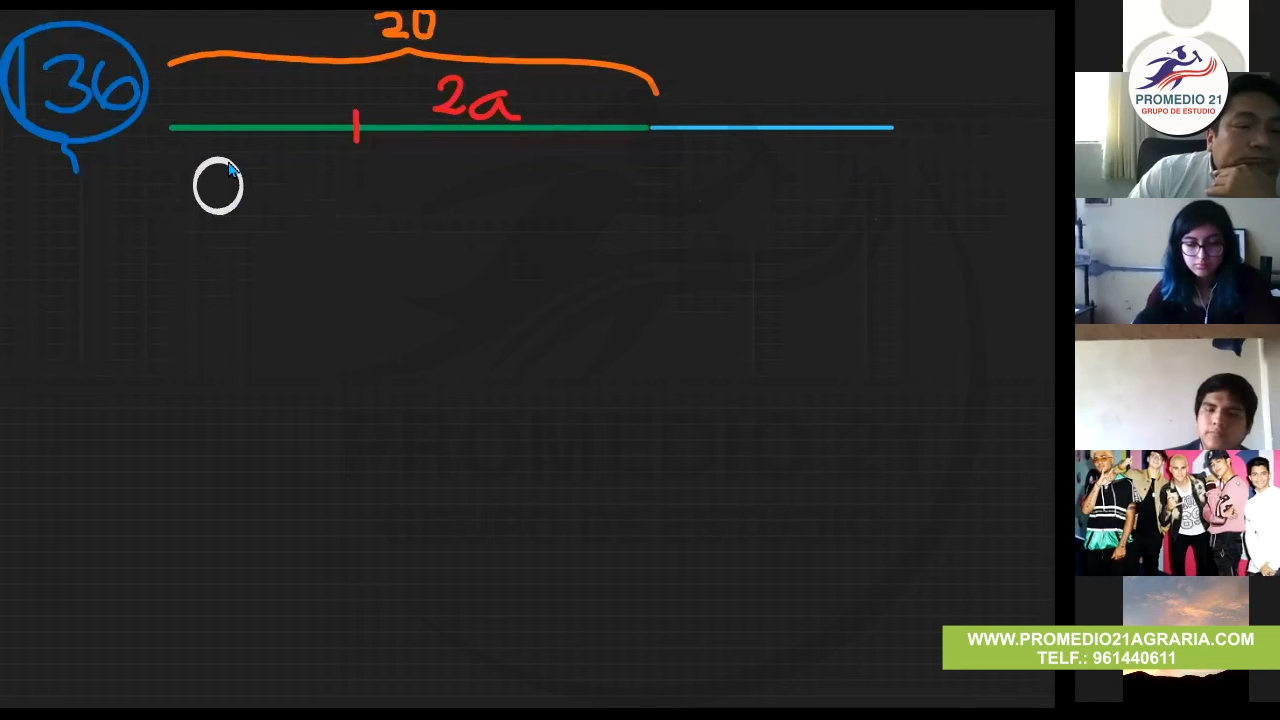 20
136
2a
PROMEDIO 21
GRUPO DE ESTUDIO
WWW.PROMEDIO21AGRARIA.COM
TELF.: 961440611